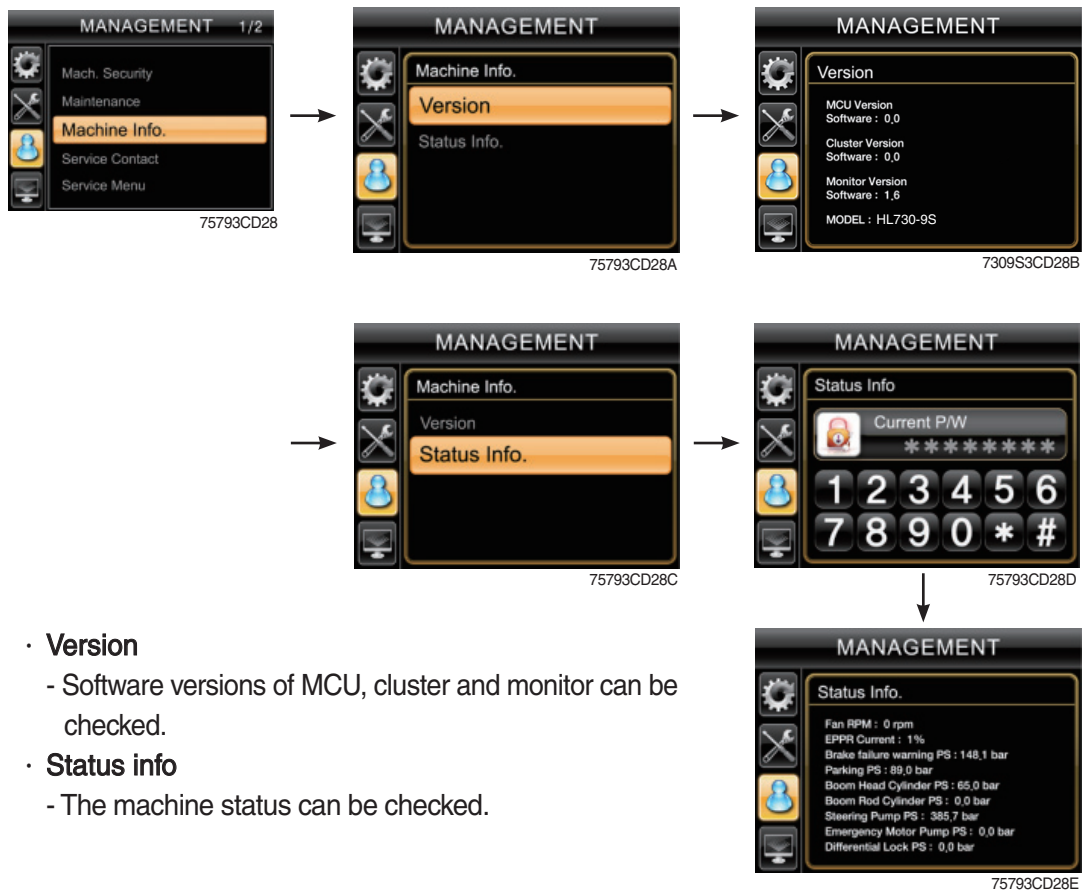 MANAGEMENT 1/2
Mach. Security
Maintenance
Machine Info.
Service Contact
Service Menu
75793CD28
MANAGEMENT
Machine Info.
Version
Status Info.
75793CD28A
MANAGEMENT
Version
MCU Version
Software : 0,0
Cluster Version
Software : 0,0
Monitor Version
Software : 1,6
MODEL : HL730-9S
7309S3CD28B
MANAGEMENT
Machine Info.
Version
Status Info.
75793CD28C
MANAGEMENT
Status Info
Current P/W
********
1 2 3 4 5 6
7 8 9 0 * #
75793CD28D
· Version
- Software versions of MCU, cluster and monitor can be
checked.
· Status info
- The machine status can be checked.
MANAGEMENT
Status Info.
Fan RPM : 0 rpm
EPPR Current : 1%
Brake failure warning PS : 148,1 bar
Parking PS : 89,0 bar
Boom Head Cylinder PS : 65,0 bar
Boom Rod Cylinder PS : 0,0 bar
Steering Pump PS : 385,7 bar
Emergency Motor Pump PS : 0,0 bar
Differential Lock PS : 0,0 bar
75793CD28E